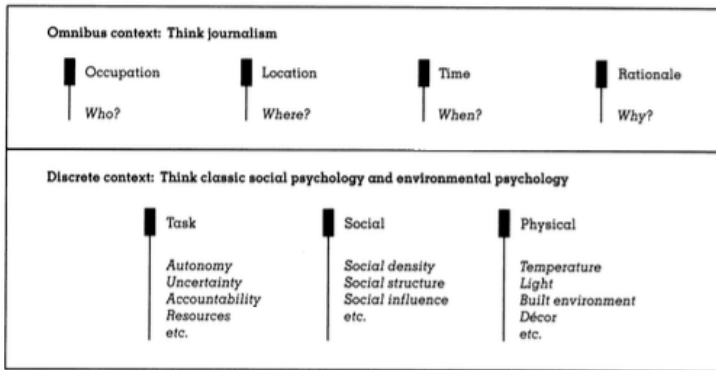 Omnibus context: Think journalism
Occupation Location Time Rationale
Who? Where? When? Why?
Discrete context: Think classic social psychology and environmental psychology
Task Social Physical
Autonomy Social density Temperature
Uncertainty Social structure Light
Accountability Social influence Built environment
Resources etc. Décor
etc. etc.